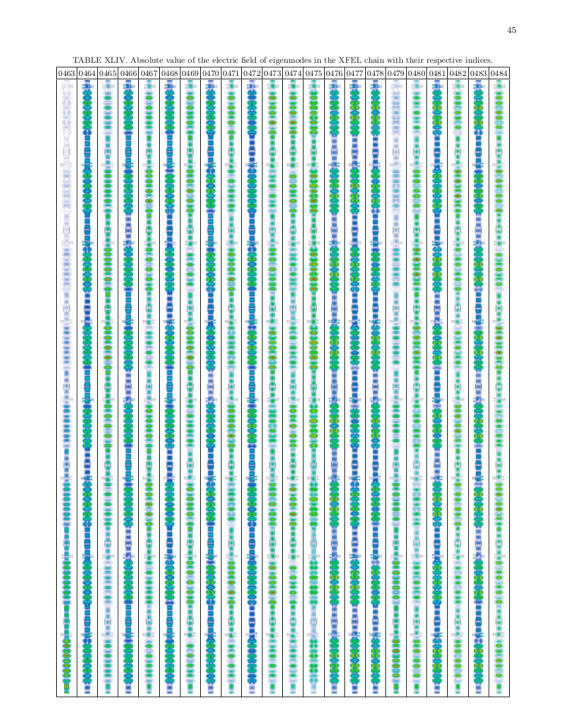 45
TABLE XLIV. Absolute value of the electric field of eigenmodes in the XFEL chain with their respective indices.
0463 0464 0465 0466 0467 0468 0469 0470 0471 0472 0473 0474 0475 0476 0477 0478 0479 0480 0481 0482 0483 0484